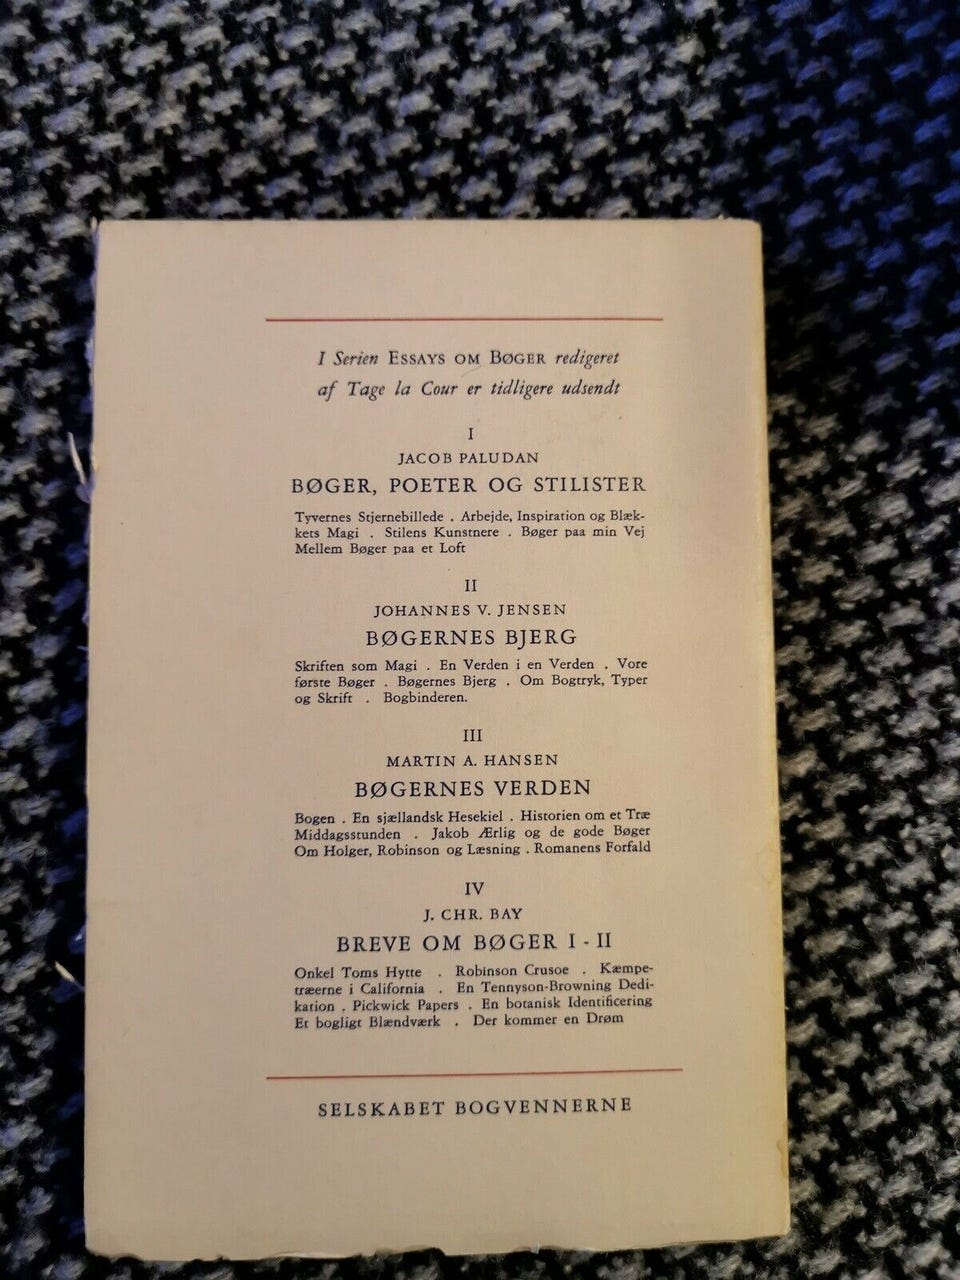 I Serien ESSAYS OM BØGER redigeret
af Tage la Cour er tidligere udsendt
I
JACOB PALUDAN
BØGER, POETER OG STILISTER
Tyvernes Stjernebillede . Arbejde, Inspiration og Blæk-
kets Magi . Stilens Kunstnere . Bøger paa min Vej
Mellem Bøger paa et Loft
II
JOHANNES V. JENSEN
BØGERNES BJERG
Skriften som Magi . En Verden i en Verden . Vore
første Bøger . Bøgernes Bjerg . Om Bogtryk, Typer
og Skrift . Bogbinderen.
III
MARTIN A. HANSEN
BØGERNES VERDEN
Bogen . En sjællandsk Hesekiel . Historien om et Træ
Middagsstunden . Jakob Ærlig og de gode Bøger
Om Holger, Robinson og Læsning . Romanens Forfald
IV
J. CHR. BAY
BREVE OM BØGER I - II
Onkel Toms Hytte . Robinson Crusoe . Kæmpe-
træerne i California . En Tennyson-Browning Dedi-
kation . Pickwick Papers . En botanisk Identificering
Et bogligt Blændværk . Der kommer en Drøm
SELSKABET BOGVENNERNE